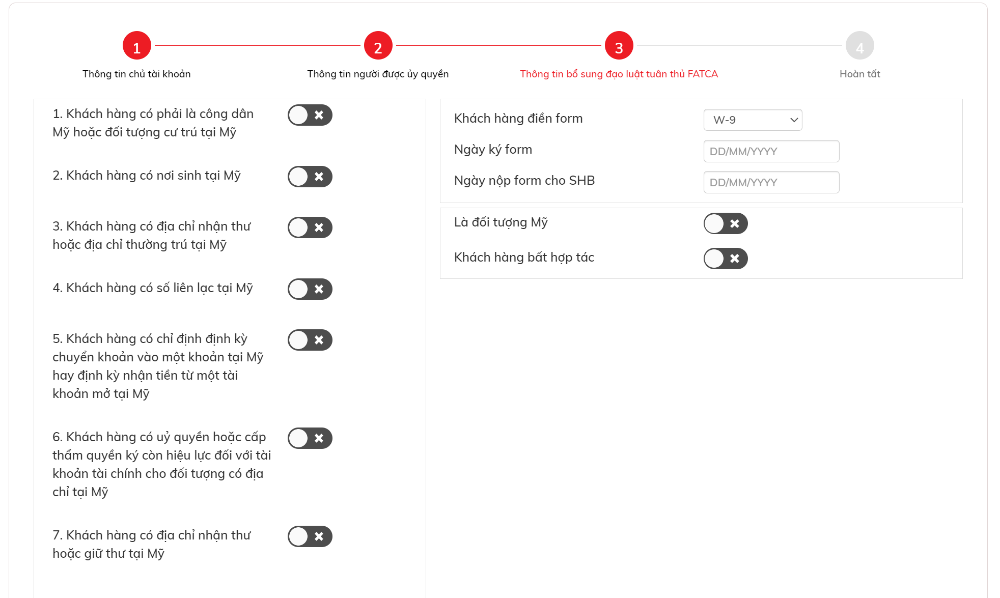 1
2
3
4
Thông tin chủ tài khoản
Thông tin người được ủy quyền
Thông tin bổ sung đạo luật tuân thủ FATCA
Hoàn tất
1. Khách hàng có phải là công dân
Mỹ hoặc đối tượng cư trú tại Mỹ
2. Khách hàng có nơi sinh tại Mỹ
3. Khách hàng có địa chỉ nhận thư
hoặc địa chỉ thường trú tại Mỹ
4. Khách hàng có số liên lạc tại Mỹ
5. Khách hàng có chỉ định định kỳ
chuyển khoản vào một khoản tại Mỹ
hay định kỳ nhận tiền từ một tài
khoản mở tại Mỹ
6. Khách hàng có uỷ quyền hoặc cấp
thẩm quyền ký còn hiệu lực đối với tài
khoản tài chính cho đối tượng có địa
chỉ tại Mỹ
7. Khách hàng có địa chỉ nhận thư
hoặc giữ thư tại Mỹ
Khách hàng điền form
W-9
Ngày ký form
DD/MM/YYYY
Ngày nộp form cho SHB
DD/MM/YYYY
Là đối tượng Mỹ
Khách hàng bất hợp tác